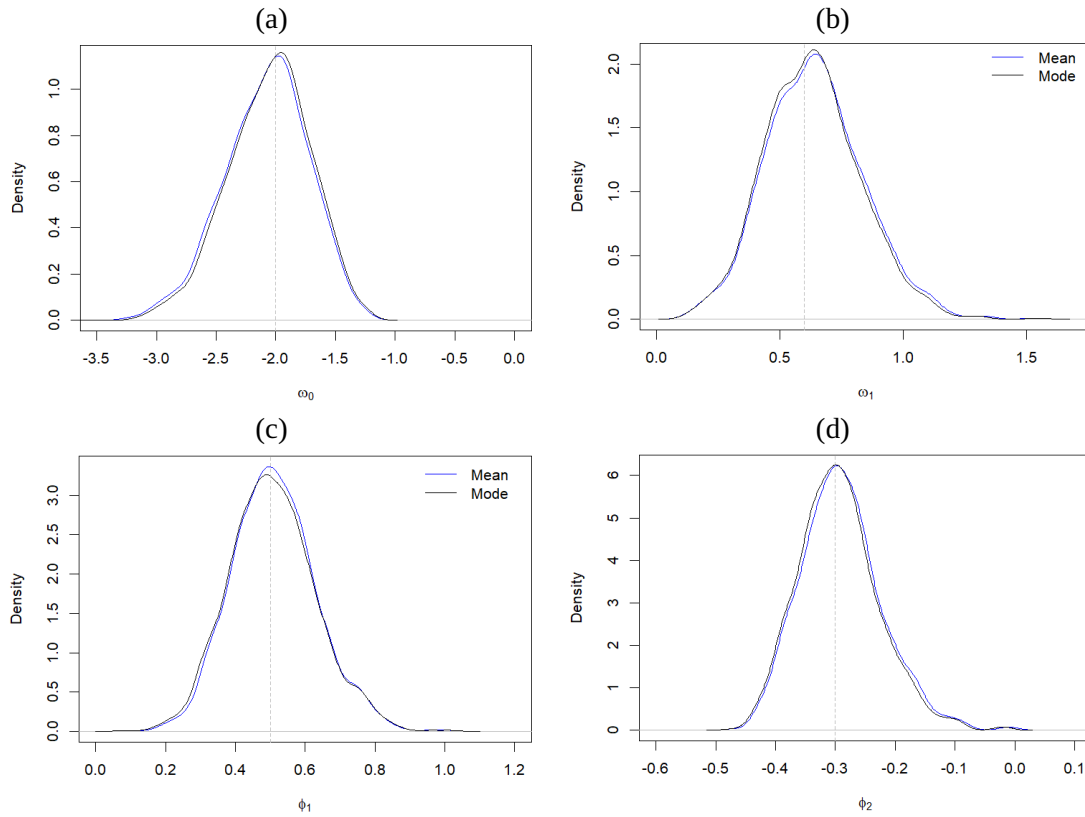 (a)
Density
0.0 0.2 0.4 0.6 0.8 1.0
-3.5 -3.0 -2.5 -2.0 -1.5 -1.0 -0.5 0.0
ω0
(b)
Mean
Mode
Density
0.0 0.5 1.0 1.5 2.0
0.0 0.5 1.0 1.5
ω1
(c)
Mean
Mode
Density
0.0 0.5 1.0 1.5 2.0 2.5 3.0
0.0 0.2 0.4 0.6 0.8 1.0 1.2
ϕ1
(d)
Density
0 1 2 3 4 5 6
-0.6 -0.5 -0.4 -0.3 -0.2 -0.1 0.0 0.1
ϕ2